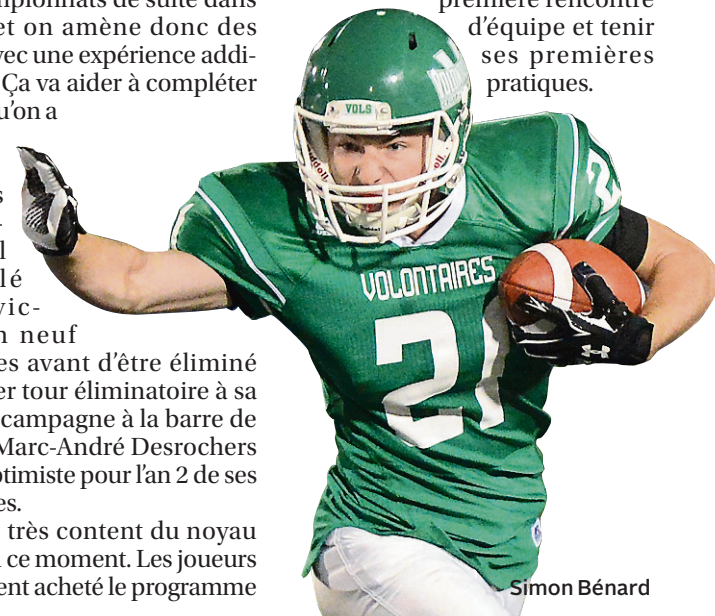 de suite dans
et on amène donc des
avec une expérience addi-
Ça va aider à compléter
qu'on a
lé
vic-
n neuf
es avant d'être éliminé
er tour éliminatoire à sa
campagne à la barre de
Marc-André Desrochers
optimiste pour l'an 2 de ses
es.
très content du noyau
ce moment. Les joueurs
ent acheté le programme
première rencontre
d'équipe et tenir
ses premières
pratiques.
VOLS
VOLONTAIRES
21
Simon Bénard